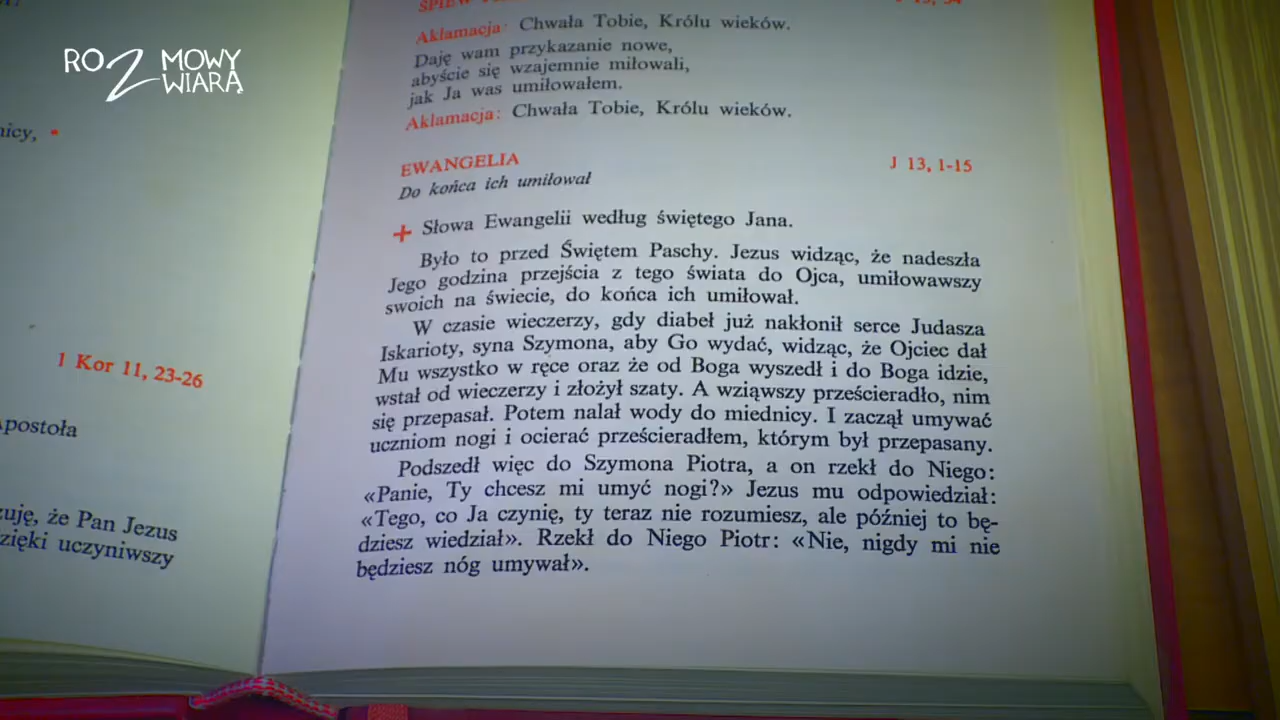 ROZMOWY
Z WIARĄ
nicy,
1 Kor 11, 23-26
Apostoła
że Pan Jezus
uczyniwszy
ŚPIEW
Aklamacja: Chwała Tobie, Królu wieków.
Daję wam przykazanie nowe,
abyście się wzajemnie miłowali,
jak Ja was umiłowałem.
Aklamacja: Chwała Tobie, Królu wieków.
EWANGELIA J 13, 1-15
Do końca ich umiłował
+ Słowa Ewangelii według świętego Jana.
Było to przed Świętem Paschy. Jezus widząc, że nadeszła
Jego godzina przejścia z tego świata do Ojca, umiłowawszy
swoich na świecie, do końca ich umiłował.
W czasie wieczerzy, gdy diabeł już nakłonił serce Judasza
Iskarioty, syna Szymona, aby Go wydać, widząc, że Ojciec dał
Mu wszystko w ręce oraz że od Boga wyszedł i do Boga idzie,
wstał od wieczerzy i złożył szaty. A wziąwszy prześcieradło, nim
się przepasał. Potem nalał wody do miednicy. I zaczął umywać
uczniom nogi i ocierać prześcieradłem, którym był przepasany.
Podszedł więc do Szymona Piotra, a on rzekł do Niego:
«Panie, Ty chcesz mi umyć nogi?» Jezus mu odpowiedział:
«Tego, co Ja czynię, ty teraz nie rozumiesz, ale później to bę-
dziesz wiedział». Rzekł do Niego Piotr: «Nie, nigdy mi nie
będziesz nóg umywał».